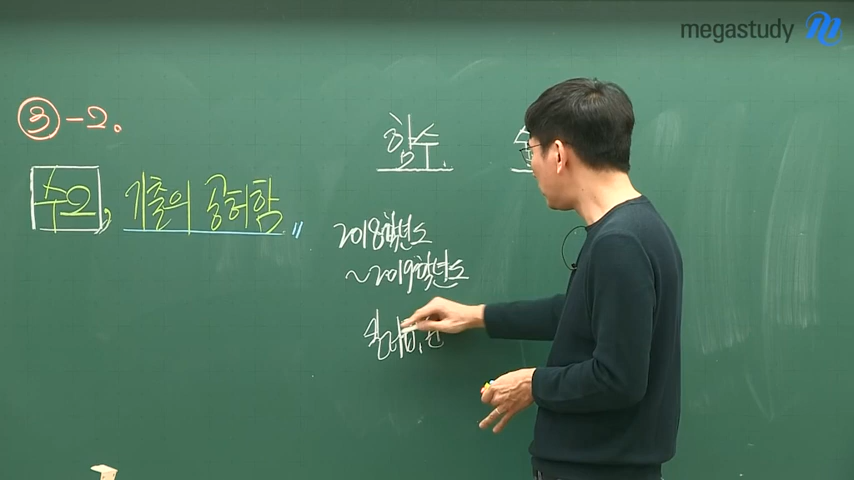 megastudy
③-2.
수요, 기출의 공허함 "
함수.
2018학년도
~2019학년도